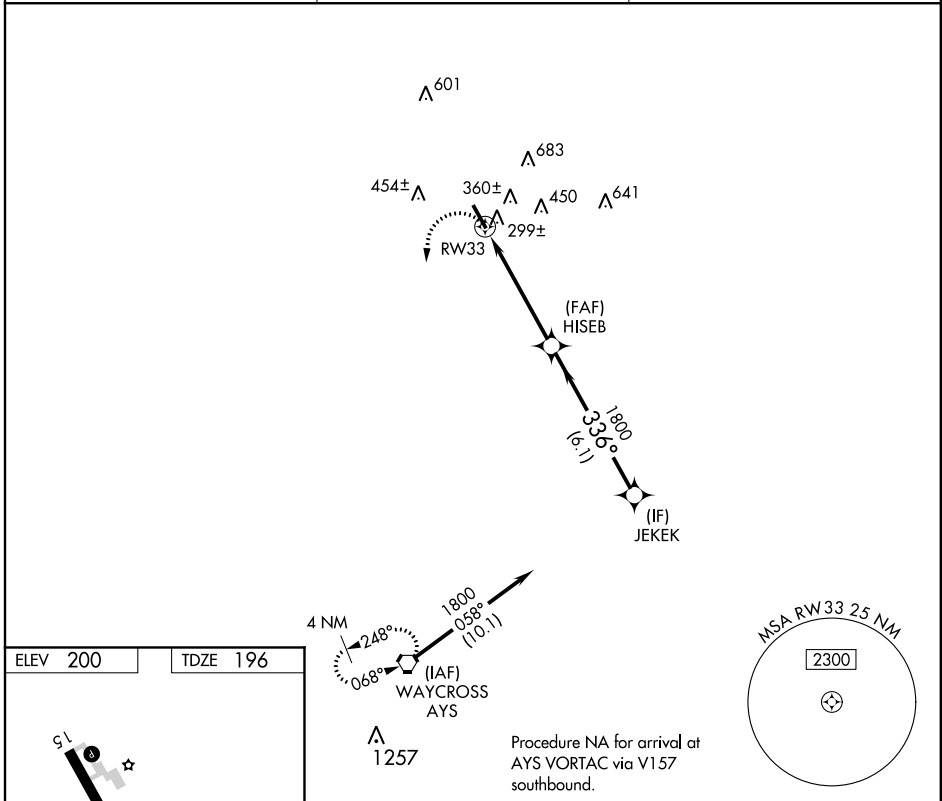 601
683
454±
360±
450
641
299±
RW33
(FAF)
HISEB
1800
336°
(6.1)
(IF)
JEKEK
4 NM
248°
068°
1800
058°
(10.1)
(IAF)
WAYCROSS
AYS
1257
MSA RW33 25 NM
2300
Procedure NA for arrival at
AYS VORTAC via V157
southbound.
ELEV 200
TDZE 196
15
P